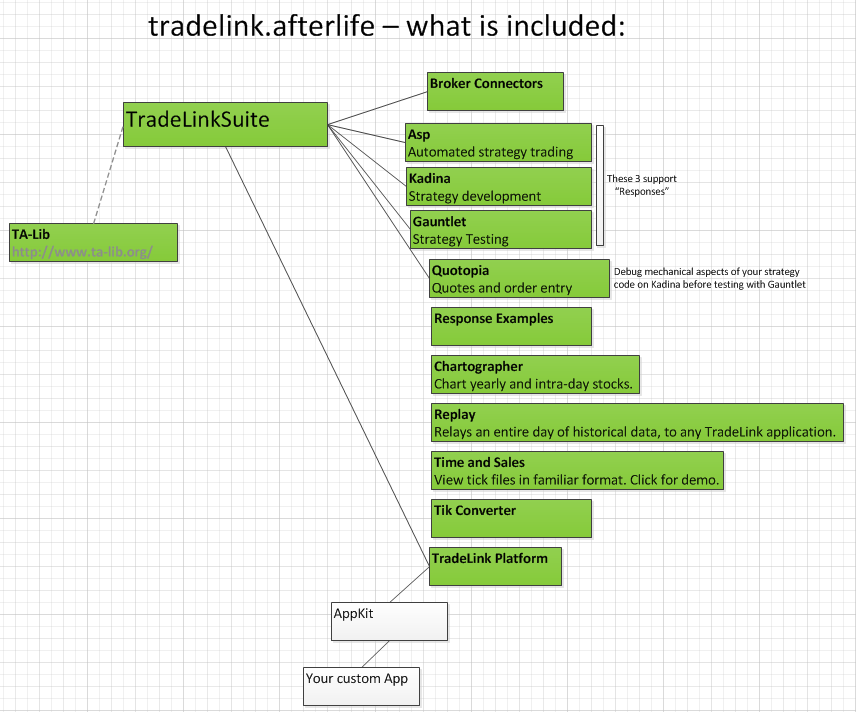 tradelink.afterlife – what is included:
Broker Connectors
TradeLinkSuite
Asp
Automated strategy trading
Kadina
Strategy development
These 3 support
“Responses”
Gauntlet
Strategy Testing
TA-Lib
http://www.ta-lib.org/
Quotopia
Quotes and order entry
Debug mechanical aspects of your strategy
code on Kadina before testing with Gauntlet
Response Examples
Chartographer
Chart yearly and intra-day stocks.
Replay
Relays an entire day of historical data, to any TradeLink application.
Time and Sales
View tick files in familiar format. Click for demo.
Tik Converter
TradeLink Platform
AppKit
Your custom App